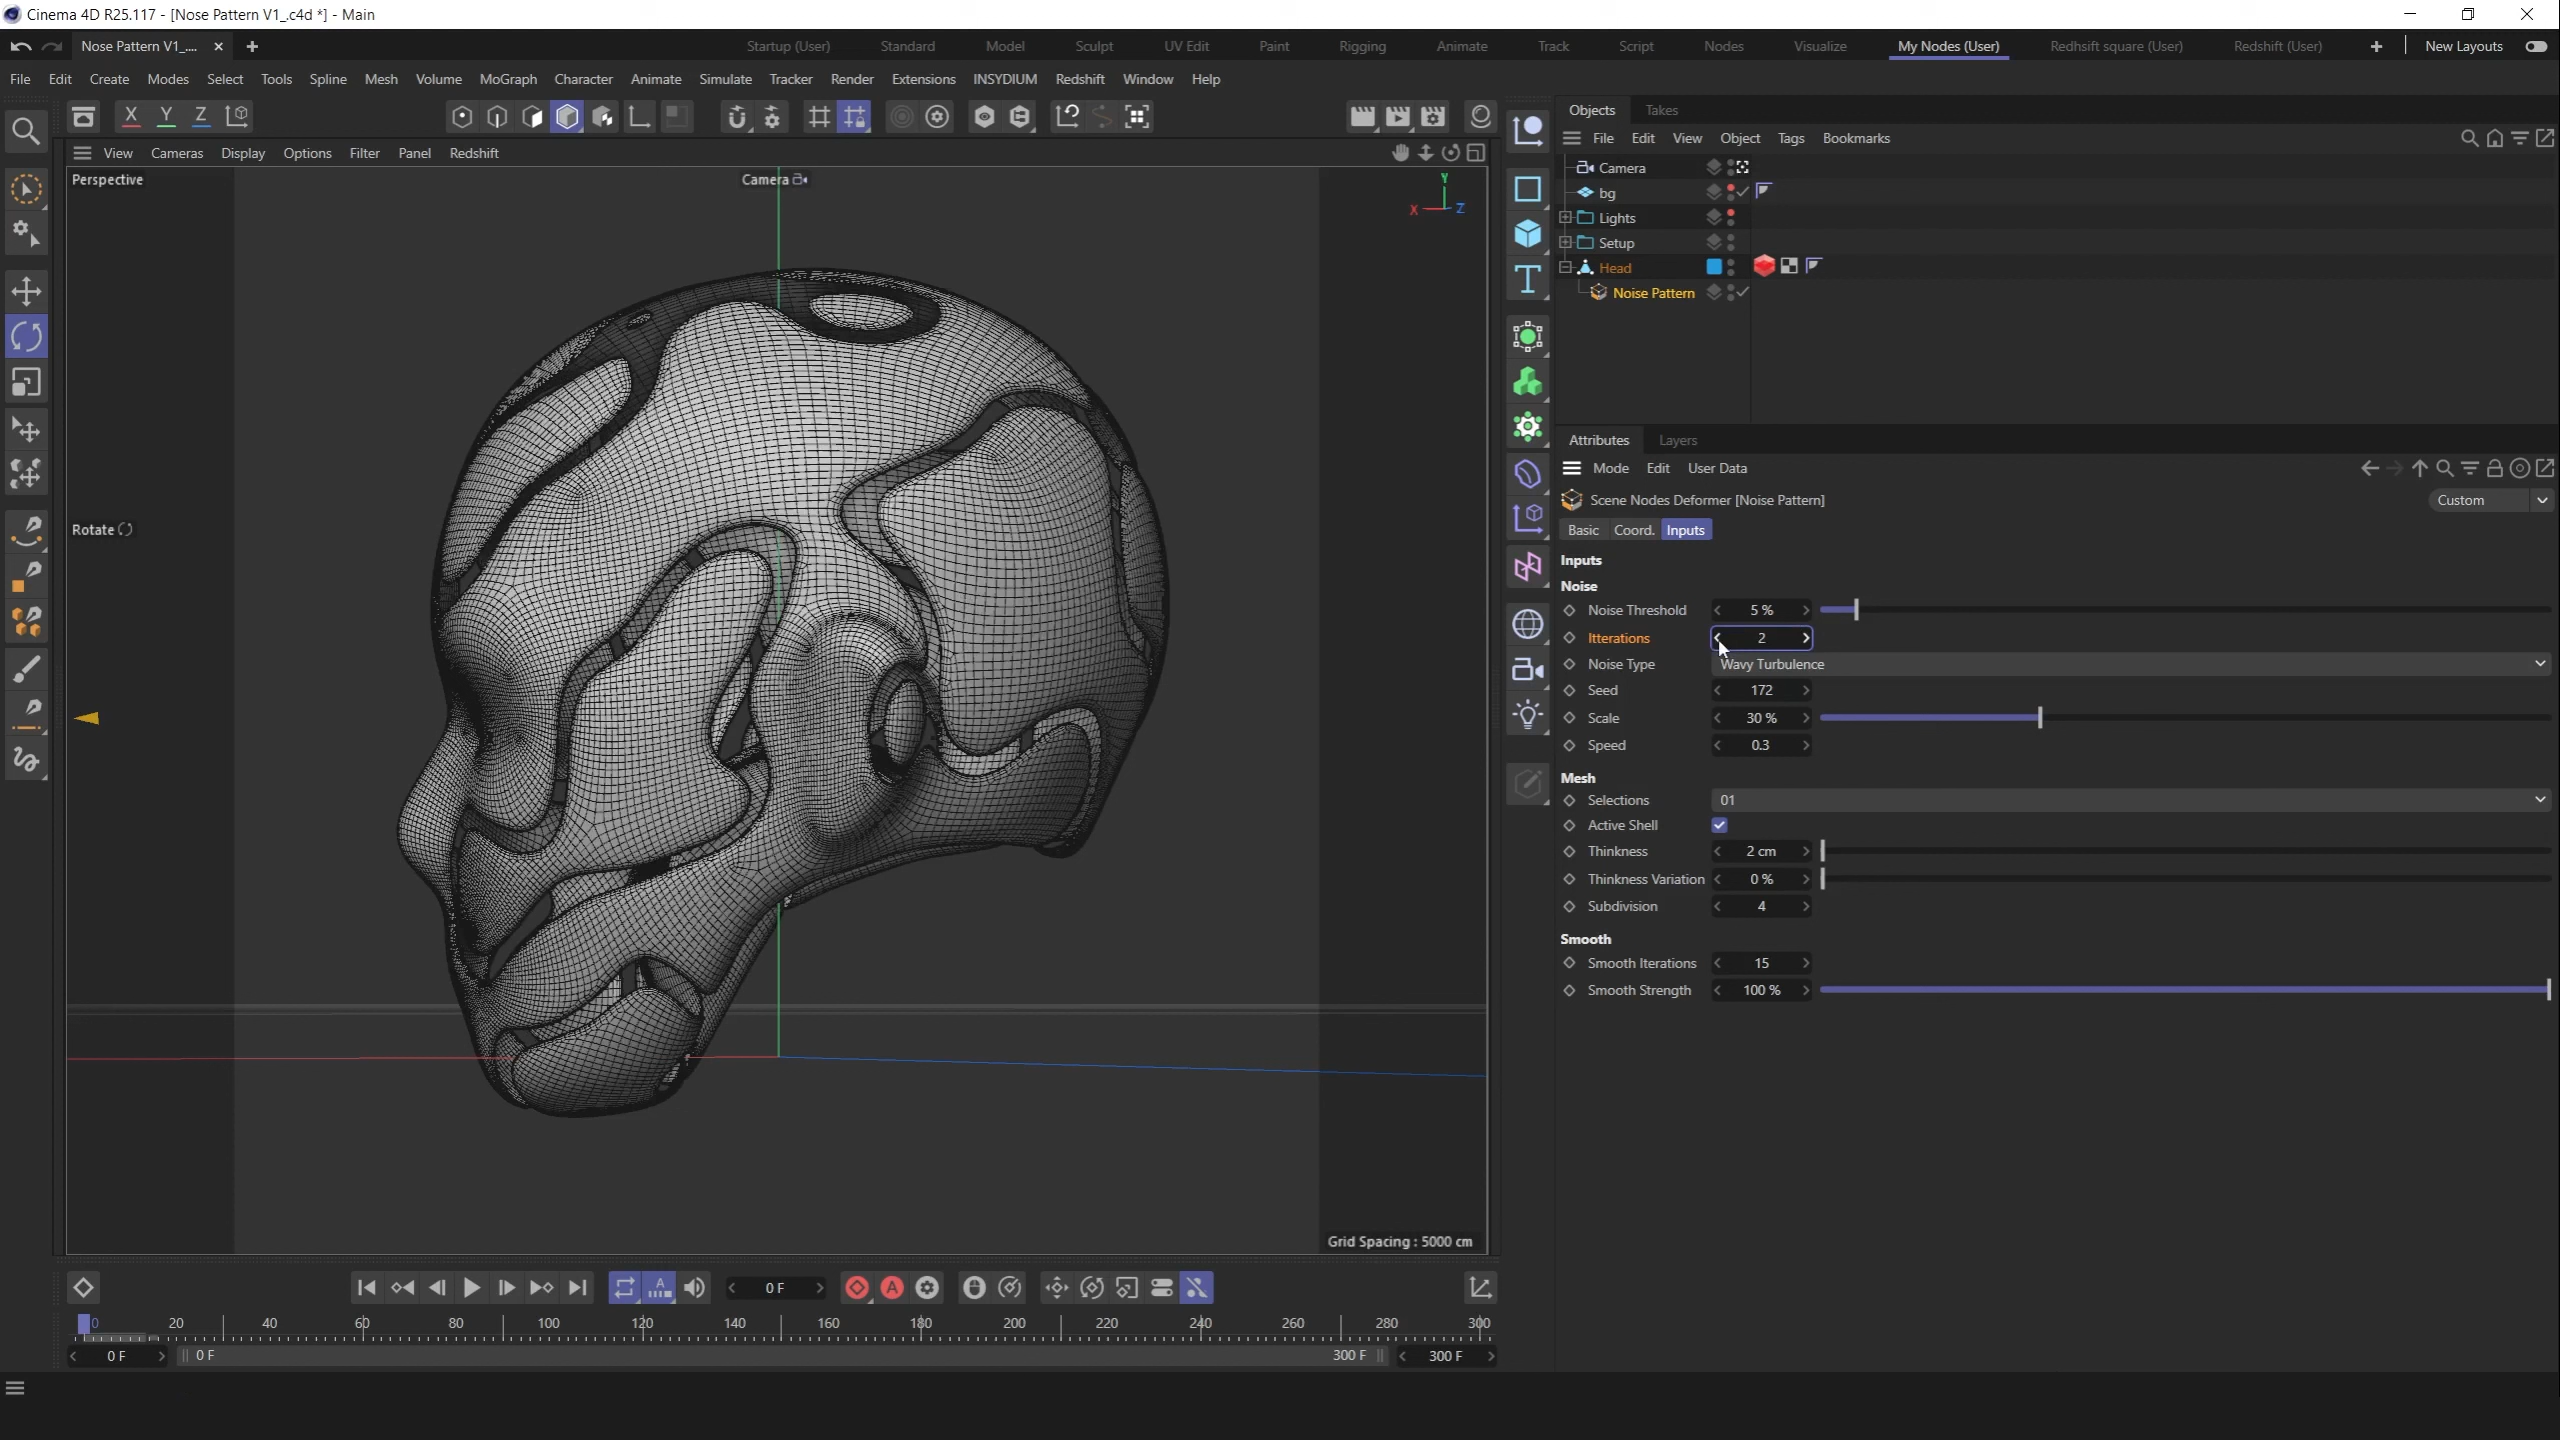 Cinema 4D R25.117 - [Nose Pattern V1_.c4d *] - Main
Nose Pattern V1_.... × +
Startup (User) Standard Model Sculpt UV Edit Paint Rigging Animate Track Script Nodes Visualize My Nodes (User) Redhsift square (User) Redshift (User) + New Layouts
File Edit Create Modes Select Tools Spline Mesh Volume MoGraph Character Animate Simulate Tracker Render Extensions INSYDIUM Redshift Window Help
X Y Z
View Cameras Display Options Filter Panel Redshift
Perspective
Camera
Y
X Z
Rotate
Grid Spacing : 5000 cm
Objects Takes
File Edit View Object Tags Bookmarks
Camera
bg
Lights
Setup
Head
Noise Pattern
Attributes Layers
Mode Edit User Data
Scene Nodes Deformer [Noise Pattern] Custom
Basic Coord. Inputs
Inputs
Noise
Noise Threshold 5 %
Itterations 2
Noise Type Wavy Turbulence
Seed 172
Scale 30 %
Speed 0.3
Mesh
Selections 01
Active Shell
Thinkness 2 cm
Thinkness Variation 0 %
Subdivision 4
Smooth
Smooth Iterations 15
Smooth Strength 100 %
0 F
0 20 40 60 80 100 120 140 160 180 200 220 240 260 280 300
0 F 0 F 300 F 300 F